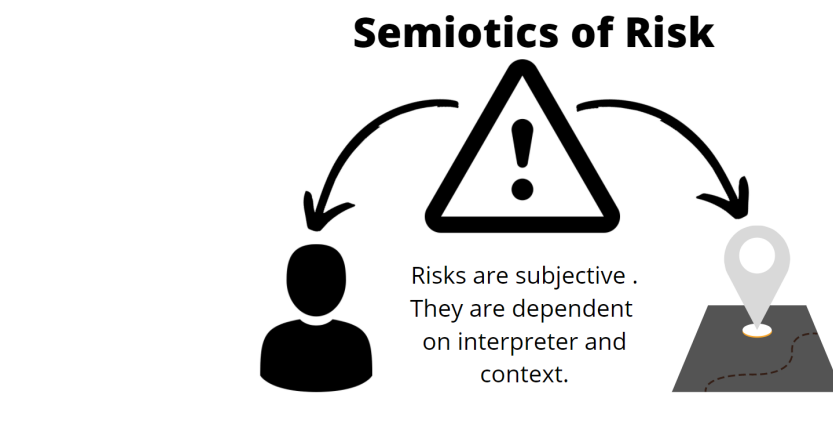 Semiotics of Risk
Risks are subjective .
They are dependent
on interpreter and
context.